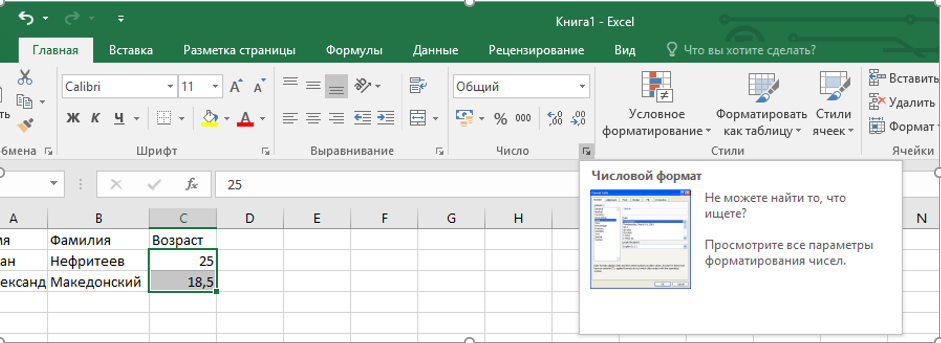 Книга1 - Excel
Главная Вставка Разметка страницы Формулы Данные Рецензирование Вид Что вы хотите сделать?
Calibri 11 Общий Условное форматирование Форматировать как таблицу Стили ячеек Вставить
Удалить
Ж К Ч А % 000 Формат
обмена Шрифт Выравнивание Число Стили Ячейки
Числовой формат
Не можете найти то, что ищете?
Просмотрите все параметры форматирования чисел.
fx 25
A B C D E F G H N
мя Фамилия Возраст
ан Нефритеев 25
ександ Македонский 18,5